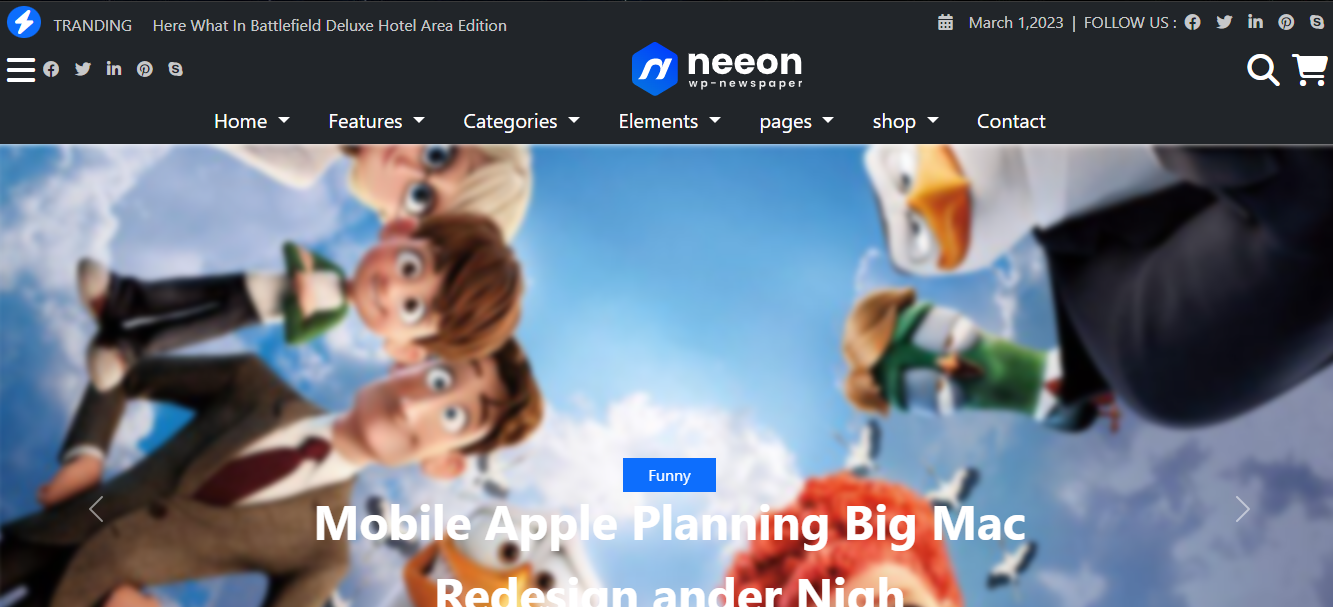 TRANDING Here What In Battlefield Deluxe Hotel Area Edition
March 1,2023 | FOLLOW US :
neeon
wp-newspaper
Home Features Categories Elements pages shop Contact
Funny
Mobile Apple Planning Big Mac
Redesign ander Nigh